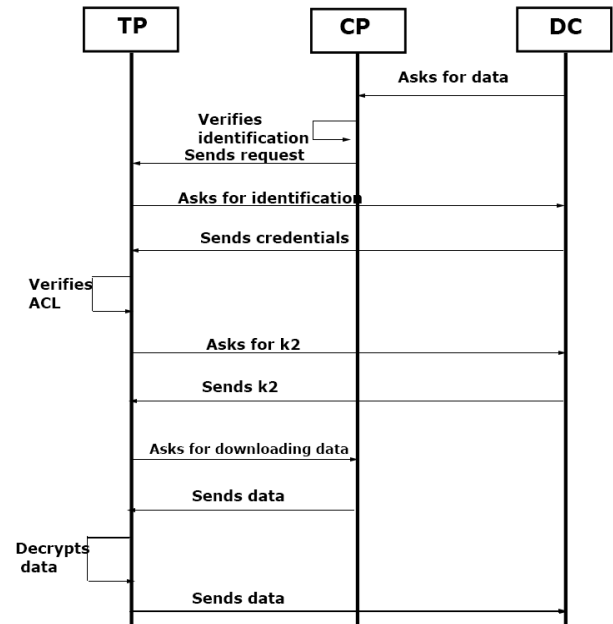 TP
CP
DC
Asks for data
Verifies
identification
Sends request
Asks for identification
Sends credentials
Verifies
ACL
Asks for k2
Sends k2
Asks for downloading data
Sends data
Decrypts
data
Sends data